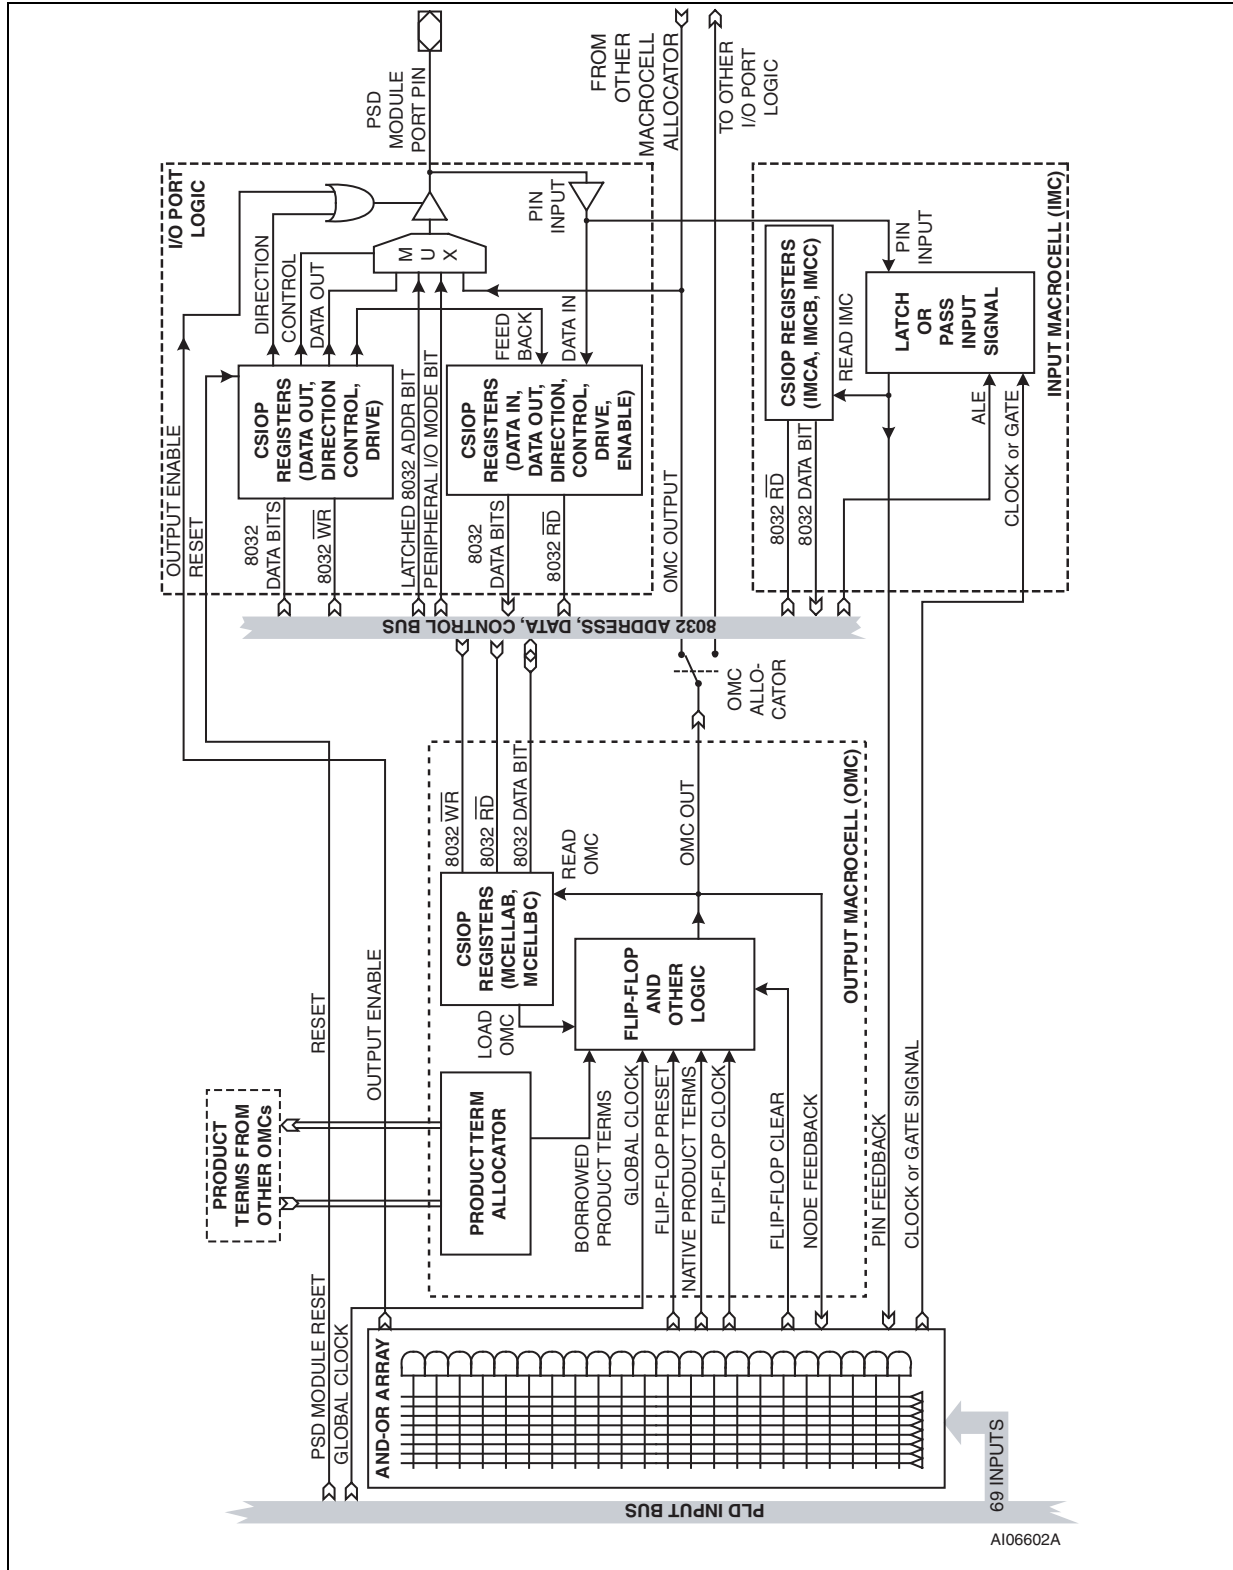 PSD
MODULE
PORT PIN
FROM
OTHER
MACROCELL
ALLOCATOR
TO OTHER
I/O PORT
LOGIC
I/O PORT
LOGIC
DIRECTION
CONTROL
DATA OUT
M
U
X
PIN
INPUT
FEED
BACK
DATA IN
OUTPUT ENABLE
RESET
CSIOP
REGISTERS
(DATA OUT,
DIRECTION
CONTROL,
DRIVE)
LATCHED 8032 ADDR BIT
PERIPHERAL I/O MODE BIT
CSIOP
REGISTERS
(DATA IN,
DATA OUT,
DIRECTION,
CONTROL,
DRIVE,
ENABLE)
8032
DATA BITS
8032 WR
8032
DATA BITS
8032 RD
OMC OUTPUT
INPUT MACROCELL (IMC)
CSIOP REGISTERS
(IMCA, IMCB, IMCC)
READ IMC
PIN
INPUT
LATCH
OR
PASS
INPUT
SIGNAL
8032 RD
8032 DATA BIT
ALE
CLOCK or GATE
8032 ADDRESS, DATA, CONTROL BUS
OMC
ALLO-
CATOR
8032 WR
8032 RD
8032 DATA BIT
OUTPUT MACROCELL (OMC)
CSIOP
REGISTERS
(MCELLAB,
MCELLBC)
READ
OMC
OMC OUT
LOAD
OMC
FLIP-FLOP
AND
OTHER
LOGIC
RESET
OUTPUT ENABLE
PRODUCT
TERMS FROM
OTHER OMCs
PRODUCT TERM
ALLOCATOR
BORROWED
PRODUCT TERMS
GLOBAL CLOCK
FLIP-FLOP PRESET
NATIVE PRODUCT TERMS
FLIP-FLOP CLOCK
FLIP-FLOP CLEAR
NODE FEEDBACK
PIN FEEDBACK
CLOCK or GATE SIGNAL
PSD MODULE RESET
GLOBAL CLOCK
AND-OR ARRAY
PLD INPUT BUS
69 INPUTS
AI06602A